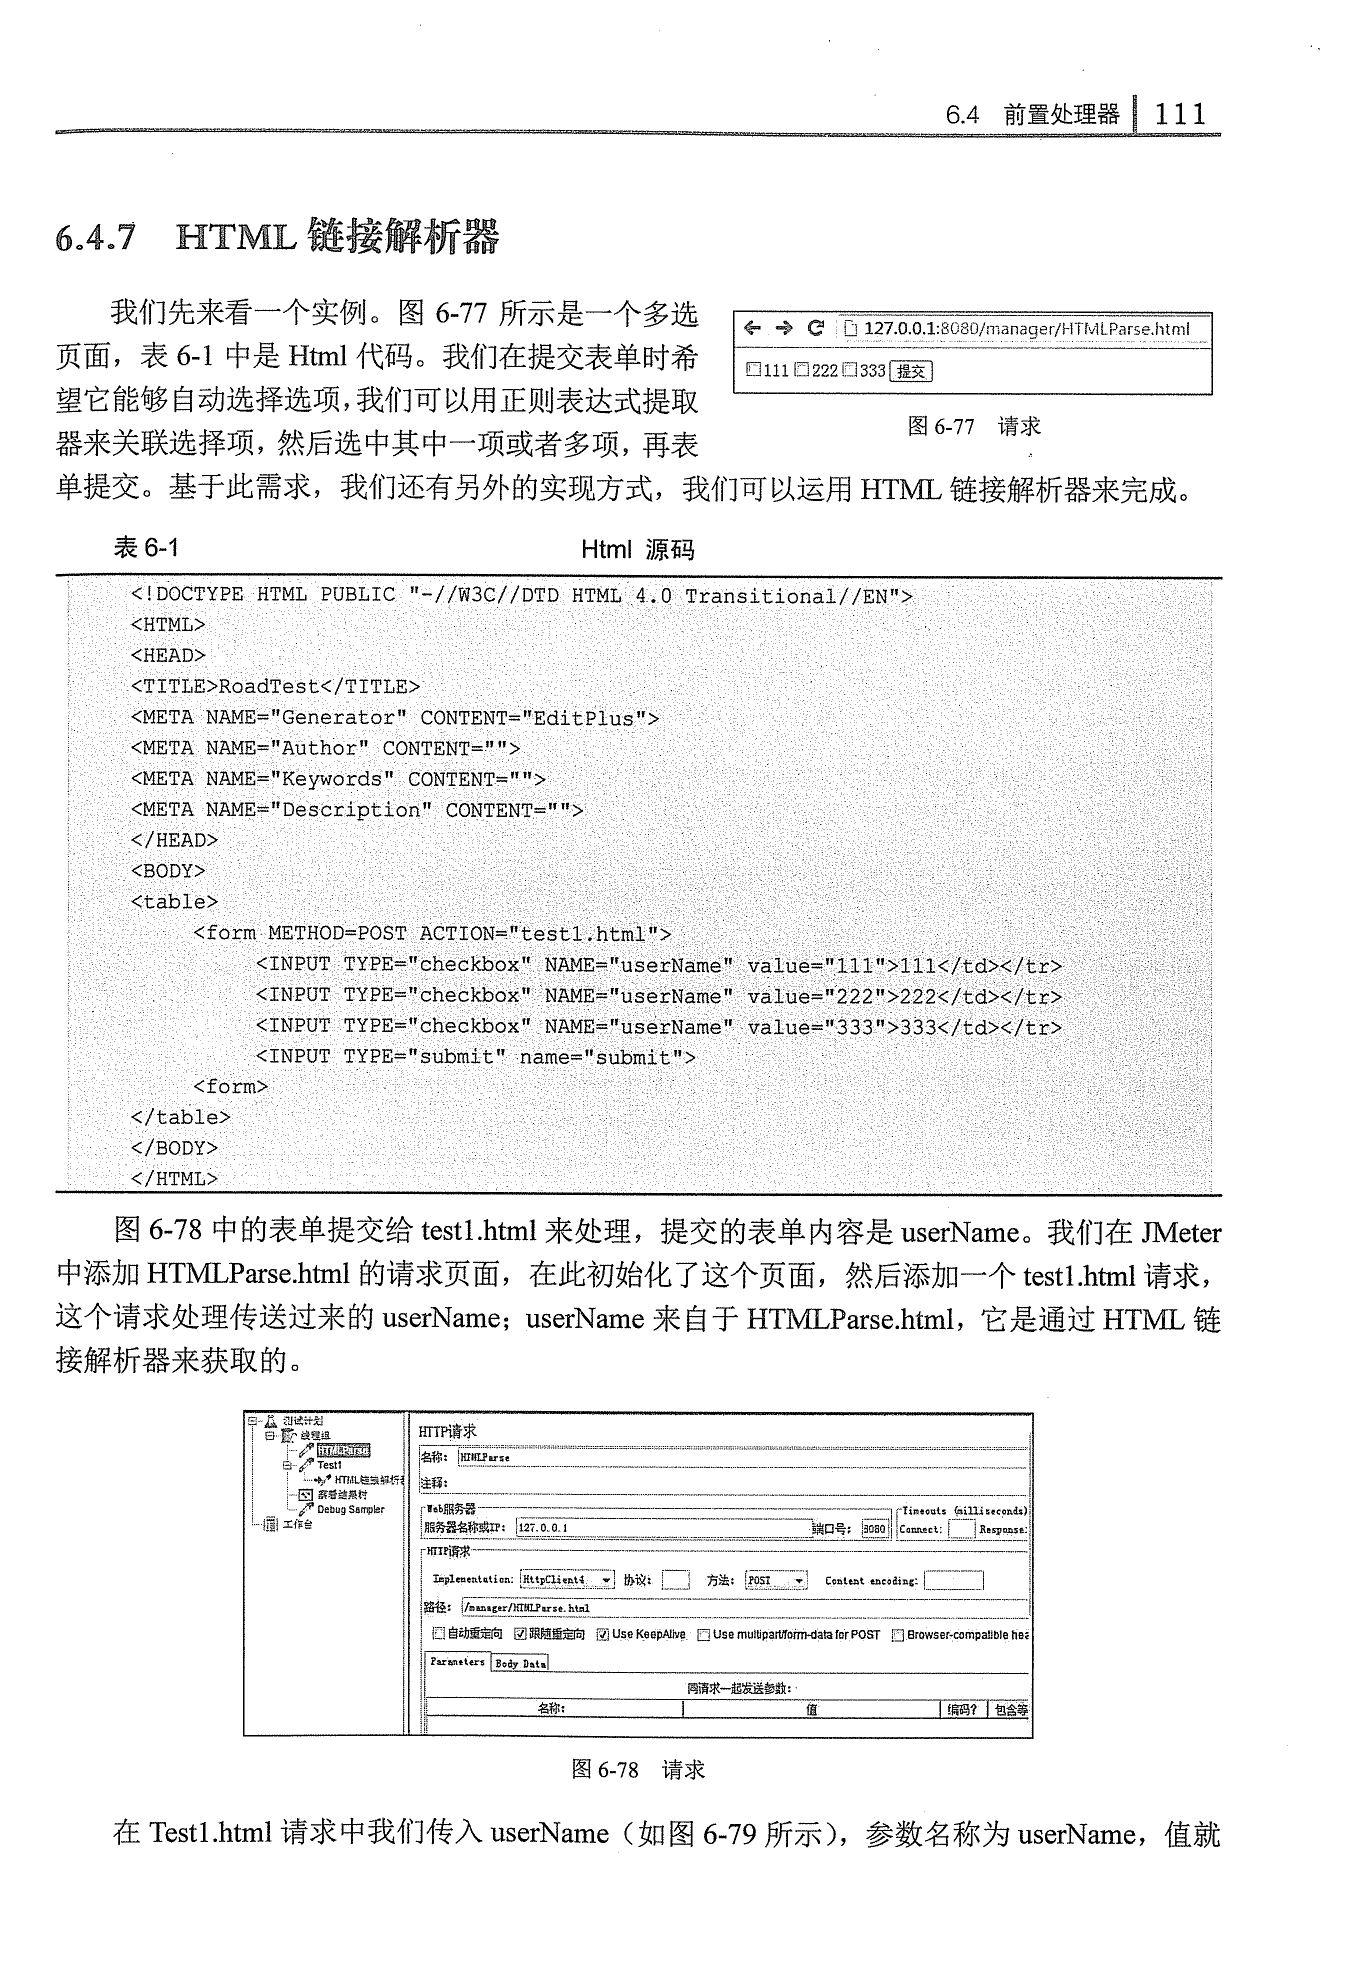 6.4 前置处理器 111
6.4.7 HTML 链接解析器
我们先来看一个实例。图 6-77 所示是一个多选
页面，表 6-1 中是 Html 代码。我们在提交表单时希
望它能够自动选择选项，我们可以用正则表达式提取
器来关联选择项，然后选中其中一项或者多项，再表
单提交。基于此需求，我们还有另外的实现方式，我们可以运用 HTML 链接解析器来完成。
127.0.0.1:8080/manager/HTMLParse.html
111 222 333 提交
图 6-77 请求
表 6-1 Html 源码
<!DOCTYPE HTML PUBLIC "-//W3C//DTD HTML 4.0 Transitional//EN">
<HTML>
<HEAD>
<TITLE>RoadTest</TITLE>
<META NAME="Generator" CONTENT="EditPlus">
<META NAME="Author" CONTENT="">
<META NAME="Keywords" CONTENT="">
<META NAME="Description" CONTENT="">
</HEAD>
<BODY>
<table>
<form METHOD=POST ACTION="test1.html">
<INPUT TYPE="checkbox" NAME="userName" value="111">111</td></tr>
<INPUT TYPE="checkbox" NAME="userName" value="222">222</td></tr>
<INPUT TYPE="checkbox" NAME="userName" value="333">333</td></tr>
<INPUT TYPE="submit" name="submit">
<form>
</table>
</BODY>
</HTML>
图 6-78 中的表单提交给 test1.html 来处理，提交的表单内容是 userName。我们在 JMeter
中添加 HTMLParse.html 的请求页面，在此初始化了这个页面，然后添加一个 test1.html 请求，
这个请求处理传送过来的 userName；userName 来自于 HTMLParse.html，它是通过 HTML 链
接解析器来获取的。
测试计划
线程组
HTMLParse
Test1
HTML链接解析
察看结果树
Debug Sampler
工作台
HTTP请求
名称： HTMLParse
注释：
Web服务器
Timeouts (milliseconds)
服务器名称或IP： 127.0.0.1 端口号： 8080 Connect: Response:
HTTP请求
Implementation: HttpClient4 协议： 方法： POST Content encoding:
路径： /manager/HTMLParse.html
自动重定向 跟随重定向 Use KeepAlive Use multipart/form-data for POST Browser-compatible hea
Parameters Body Data
同请求一起发送参数：
名称： 值 编码? 包含等
图 6-78 请求
在 Test1.html 请求中我们传入 userName（如图 6-79 所示），参数名称为 userName，值就